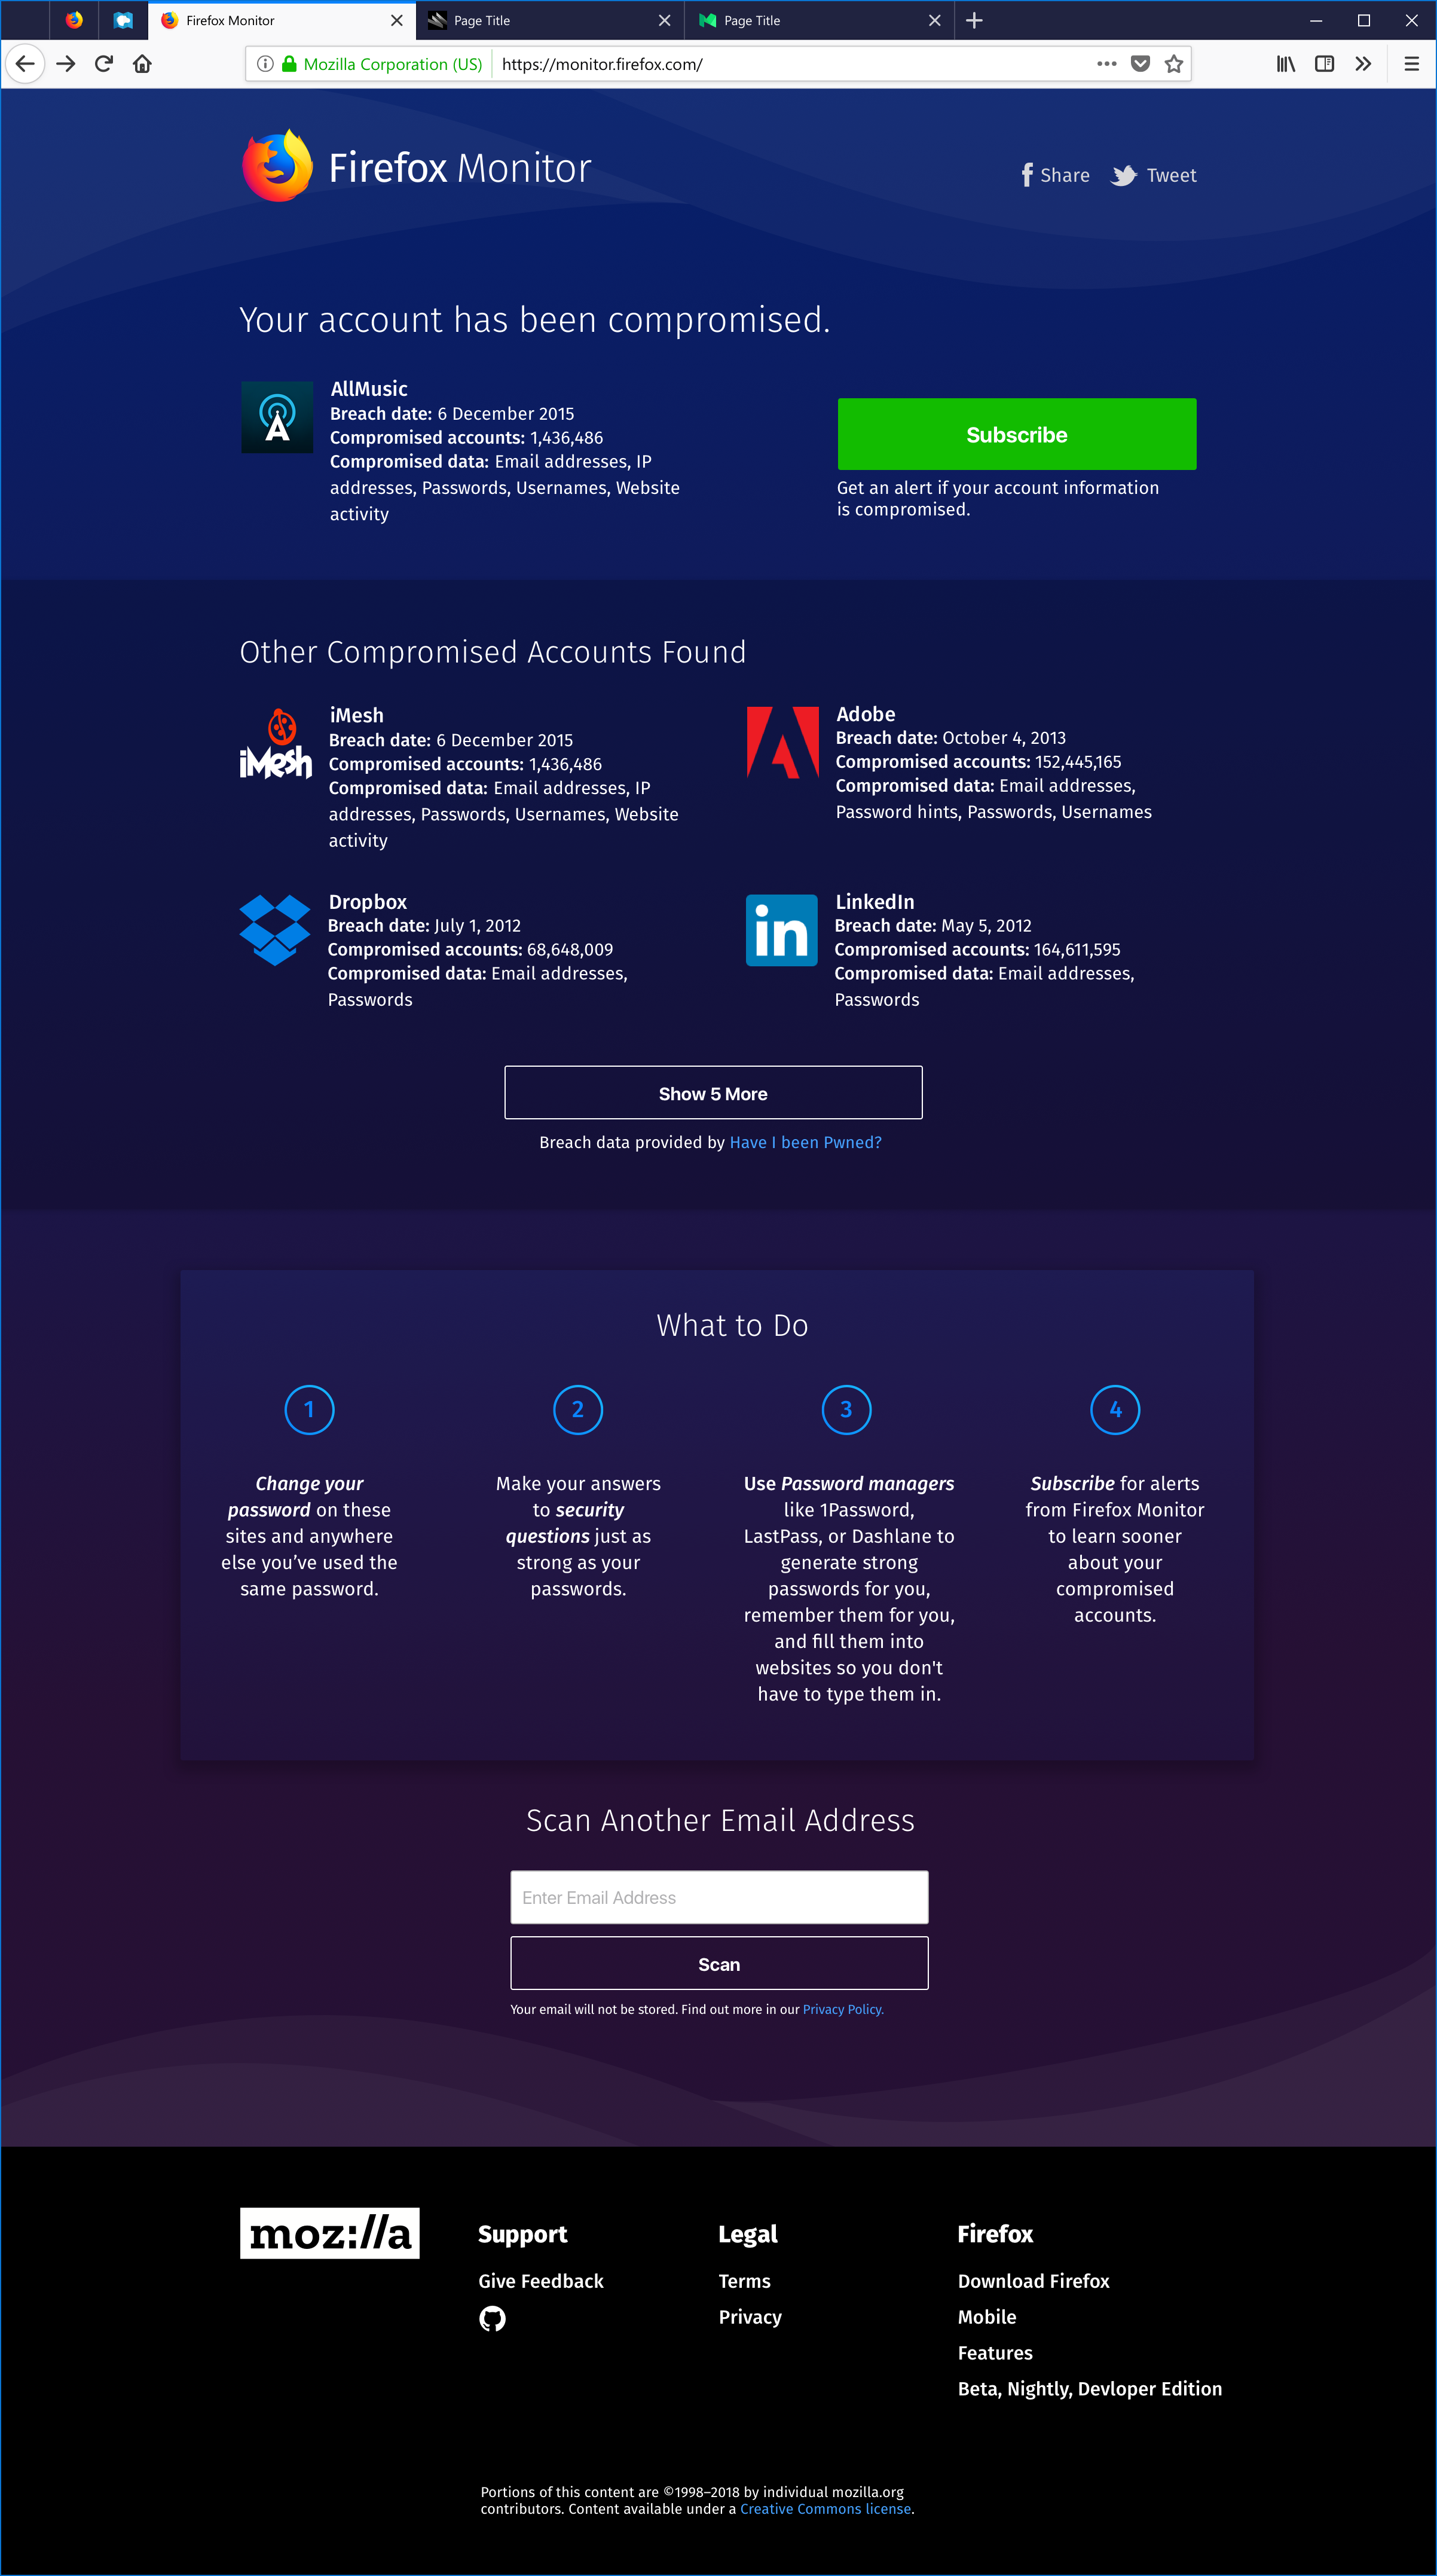 Firefox Monitor
Page Title
Page Title
Mozilla Corporation (US)
https://monitor.firefox.com/
Firefox Monitor
Share
Tweet
Your account has been compromised.
AllMusic
Breach date: 6 December 2015
Compromised accounts: 1,436,486
Compromised data: Email addresses, IP
addresses, Passwords, Usernames, Website
activity
Subscribe
Get an alert if your account information
is compromised.
Other Compromised Accounts Found
iMesh
iMesh
Breach date: 6 December 2015
Compromised accounts: 1,436,486
Compromised data: Email addresses, IP
addresses, Passwords, Usernames, Website
activity
Adobe
Breach date: October 4, 2013
Compromised accounts: 152,445,165
Compromised data: Email addresses,
Password hints, Passwords, Usernames
Dropbox
Breach date: July 1, 2012
Compromised accounts: 68,648,009
Compromised data: Email addresses,
Passwords
in
LinkedIn
Breach date: May 5, 2012
Compromised accounts: 164,611,595
Compromised data: Email addresses,
Passwords
Show 5 More
Breach data provided by Have I been Pwned?
What to Do
1
Change your
password on these
sites and anywhere
else you’ve used the
same password.
2
Make your answers
to security
questions just as
strong as your
passwords.
3
Use Password managers
like 1Password,
LastPass, or Dashlane to
generate strong
passwords for you,
remember them for you,
and fill them into
websites so you don't
have to type them in.
4
Subscribe for alerts
from Firefox Monitor
to learn sooner
about your
compromised
accounts.
Scan Another Email Address
Enter Email Address
Scan
Your email will not be stored. Find out more in our Privacy Policy.
moz://a
Support
Give Feedback
Legal
Terms
Privacy
Firefox
Download Firefox
Mobile
Features
Beta, Nightly, Devloper Edition
Portions of this content are ©1998–2018 by individual mozilla.org
contributors. Content available under a Creative Commons license.